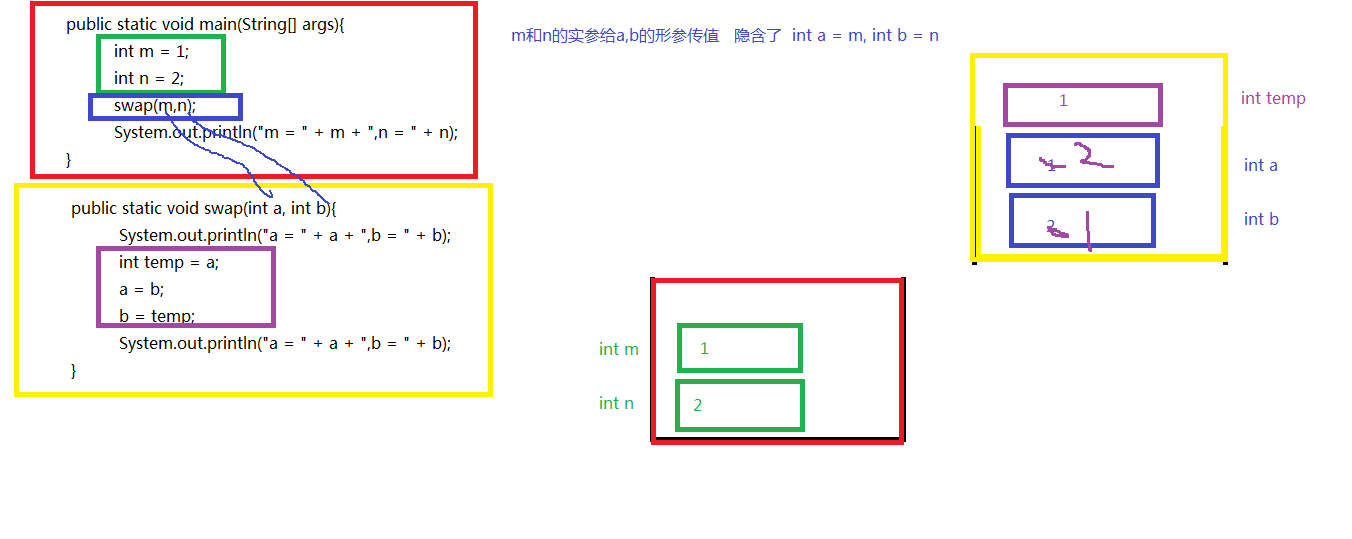 public static void main(String[] args){
int m = 1;
int n = 2;
swap(m,n);
System.out.println("m = " + m + ",n = " + n);
}
public static void swap(int a, int b){
System.out.println("a = " + a + ",b = " + b);
int temp = a;
a = b;
b = temp;
System.out.println("a = " + a + ",b = " + b);
}
m和n的实参给a,b的形参传值 隐含了 int a = m, int b = n
1 int temp
1 2 int a
2 1 int b
int m 1
int n 2